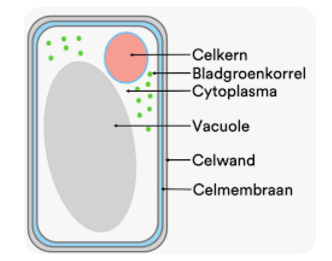 Celkern
Bladgroenkorrel
Cytoplasma
Vacuole
Celwand
Celmembraan